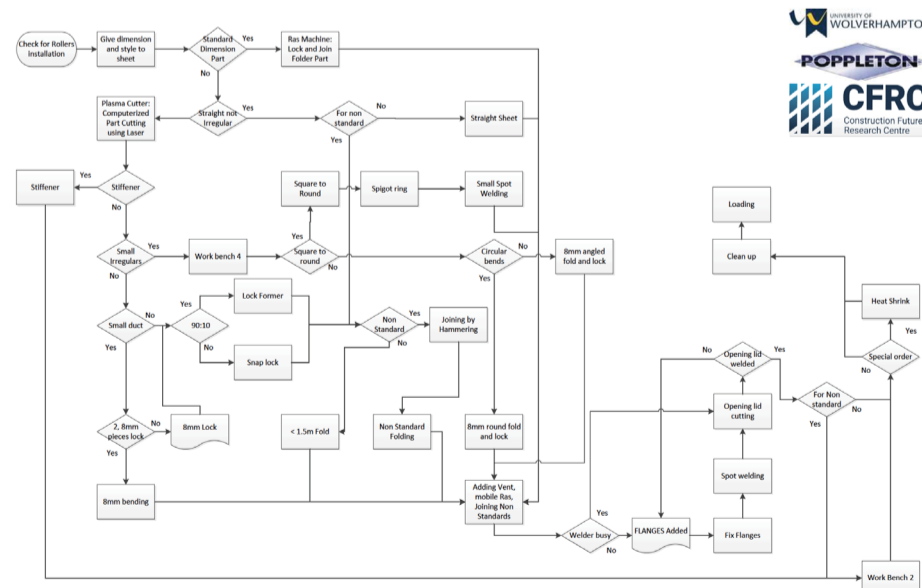 UNIVERSITY OF
WOLVERHAMPTO
POPPLETON
CFRC
Construction Future
Research Centre
Check for Rollers
Installation
Give dimension
and style to
sheet
Standard
Dimension
Part
Yes
No
Ras Machine:
Lock and Join
Folder Part
Plasma Cutter:
Computerized
Part Cutting
using Laser
Straight not
Irregular
Yes
For non
standard
No
Yes
Straight Sheet
Stiffener
Yes
Stiffener
No
Square to
Round
Spigot ring
Small Spot
Welding
Small
Irregulars
Yes
No
Work bench 4
Yes
Square to
round
No
Circular
bends
No
Yes
8mm angled
fold and lock
Loading
Clean up
Heat Shrink
Yes
Special order
No
Small duct
No
Yes
Yes
90:10
No
Lock Former
Snap lock
Non
Standard
Yes
No
Joining by
Hammering
2, 8mm
pieces lock
No
Yes
8mm Lock
< 1.5m Fold
Non Standard
Folding
8mm round fold
and lock
No
Opening lid
welded
Yes
For Non
standard
No
Yes
Opening lid
cutting
Spot welding
8mm bending
Adding Vent,
mobile Ras,
Joining Non
Standards
Yes
Welder busy
No
FLANGES Added
Fix Flanges
Work Bench 2